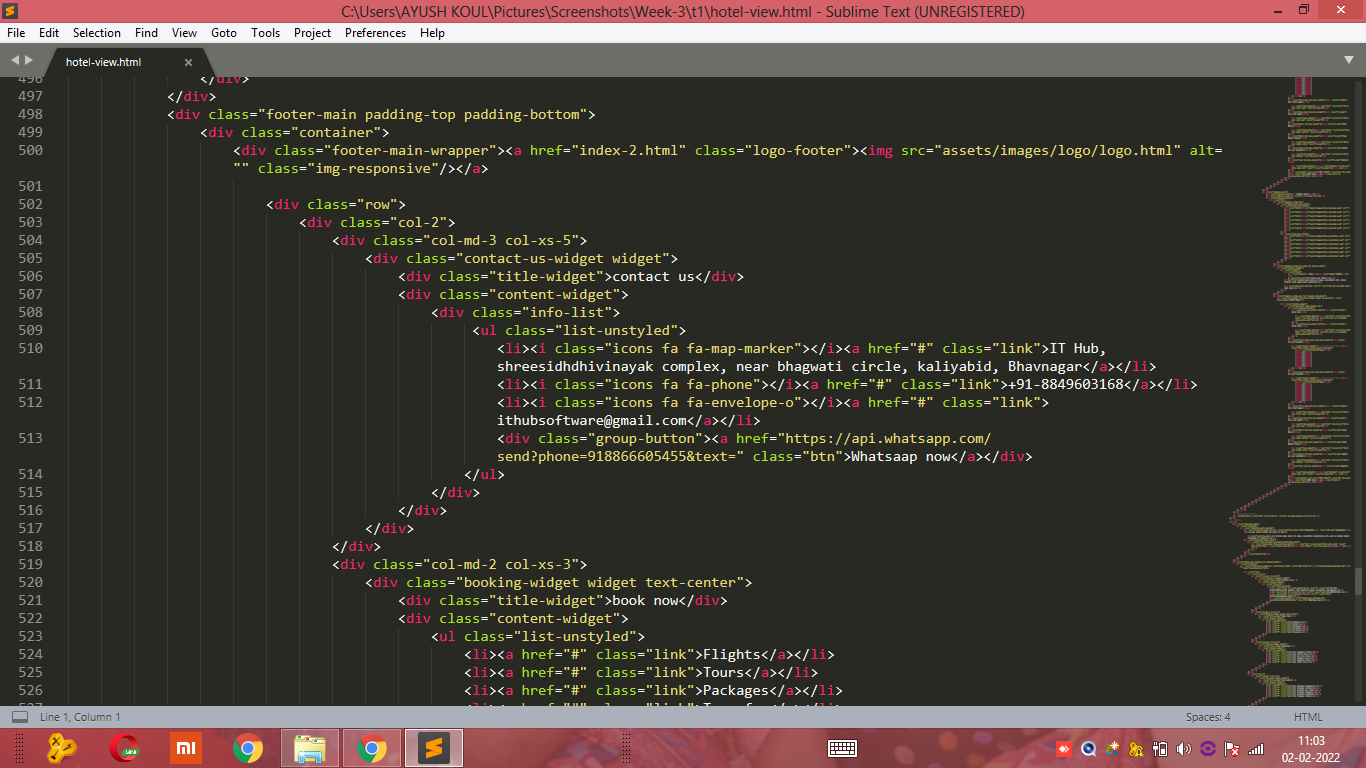 C:\Users\AYUSH KOUL\Pictures\Screenshots\Week-3\t1\hotel-view.html - Sublime Text (UNREGISTERED)
File Edit Selection Find View Goto Tools Project Preferences Help
hotel-view.html
496 </div>
497 </div>
498 <div class="footer-main padding-top padding-bottom">
499 <div class="container">
500 <div class="footer-main-wrapper"><a href="index-2.html" class="logo-footer"><img src="assets/images/logo/logo.html" alt=
"" class="img-responsive"/></a>
501
502 <div class="row">
503 <div class="col-2">
504 <div class="col-md-3 col-xs-5">
505 <div class="contact-us-widget widget">
506 <div class="title-widget">contact us</div>
507 <div class="content-widget">
508 <div class="info-list">
509 <ul class="list-unstyled">
510 <li><i class="icons fa fa-map-marker"></i><a href="#" class="link">IT Hub,
shreesidhdhivinayak complex, near bhagwati circle, kaliyabid, Bhavnagar</a></li>
511 <li><i class="icons fa fa-phone"></i><a href="#" class="link">+91-8849603168</a></li>
512 <li><i class="icons fa fa-envelope-o"></i><a href="#" class="link">
ithubsoftware@gmail.com</a></li>
513 <div class="group-button"><a href="https://api.whatsapp.com/
send?phone=918866605455&text=" class="btn">Whatsaap now</a></div>
514 </ul>
515 </div>
516 </div>
517 </div>
518 </div>
519 <div class="col-md-2 col-xs-3">
520 <div class="booking-widget widget text-center">
521 <div class="title-widget">book now</div>
522 <div class="content-widget">
523 <ul class="list-unstyled">
524 <li><a href="#" class="link">Flights</a></li>
525 <li><a href="#" class="link">Tours</a></li>
526 <li><a href="#" class="link">Packages</a></li>
Line 1, Column 1
Spaces: 4
HTML
mi
11:03
02-02-2022